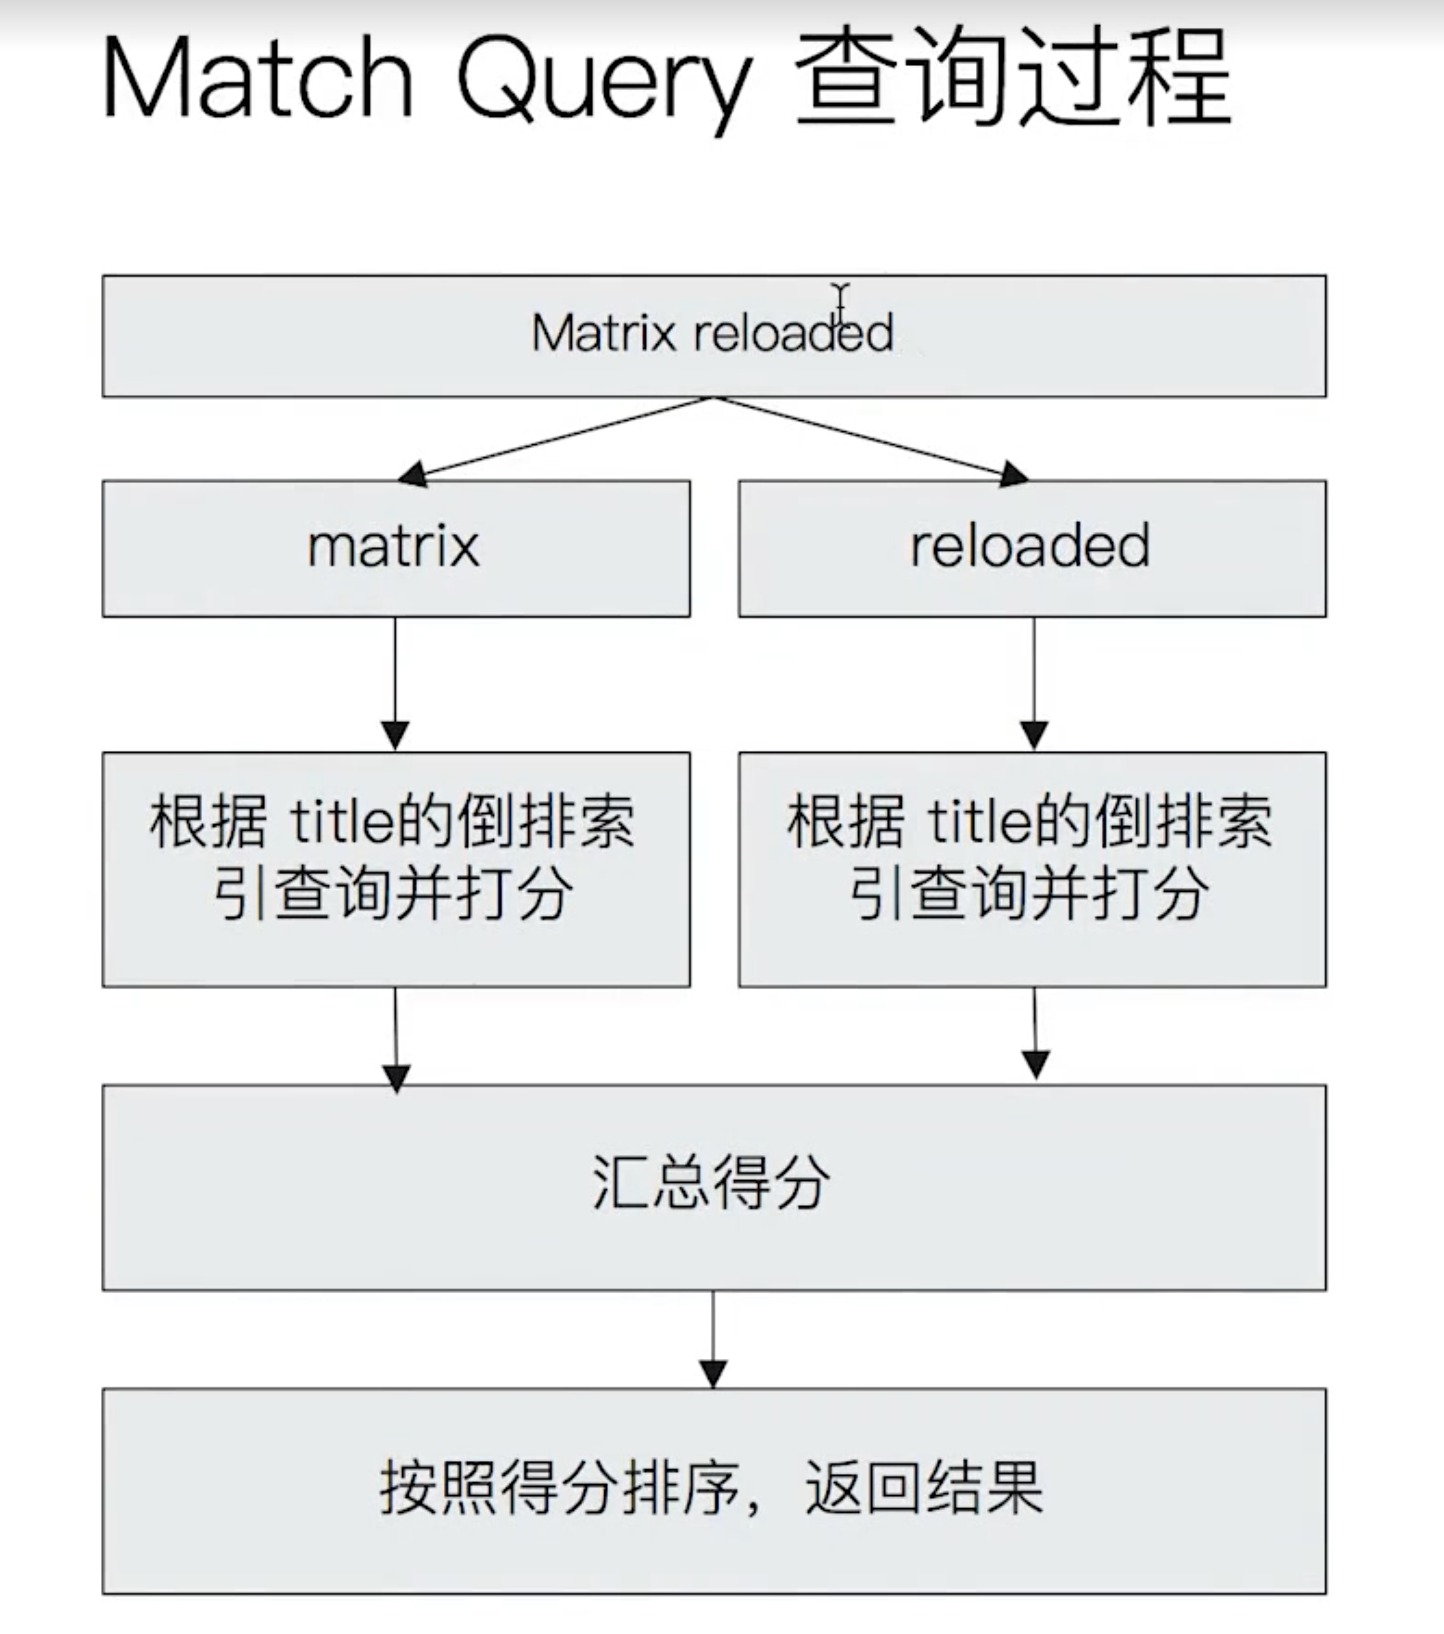 Match Query 查询过程
Matrix reloaded
matrix
reloaded
根据 title的倒排索
引查询并打分
根据 title的倒排索
引查询并打分
汇总得分
按照得分排序，返回结果